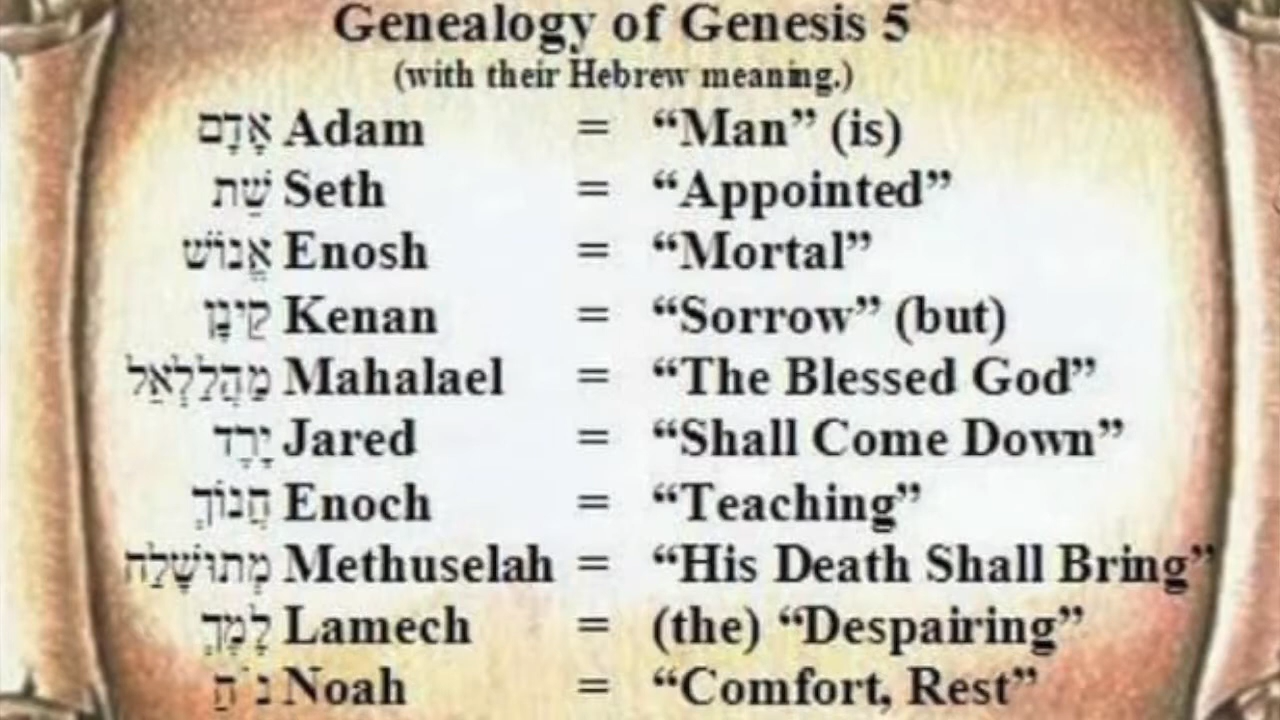 Genealogy of Genesis 5
(with their Hebrew meaning.)
אָדָם Adam = “Man” (is)
שֵׁת Seth = “Appointed”
אֱנוֹשׁ Enosh = “Mortal”
קֵינָן Kenan = “Sorrow” (but)
מַהֲלַלְאֵל Mahalael = “The Blessed God”
יָרֶד Jared = “Shall Come Down”
חֲנוֹךְ Enoch = “Teaching”
מְתוּשָׁלַח Methuselah = “His Death Shall Bring”
לָמֶךְ Lamech = (the) “Despairing”
נֹחַ Noah = “Comfort, Rest”